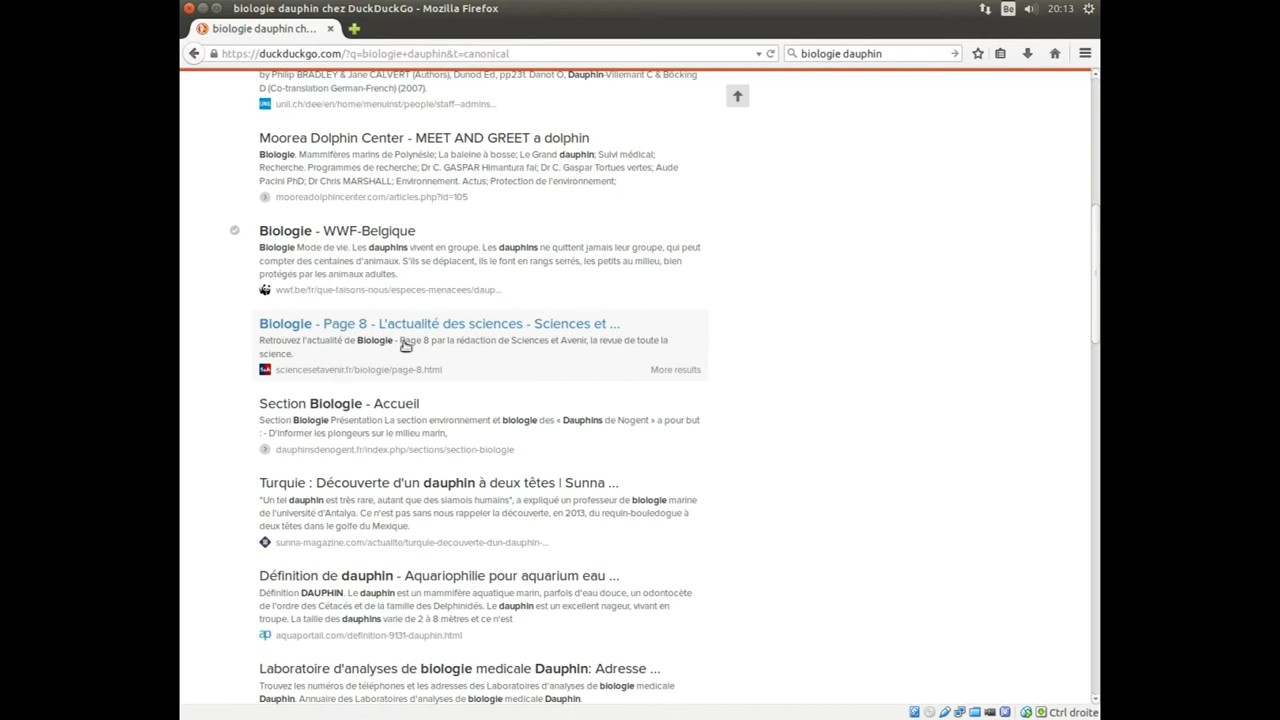 biologie dauphin chez DuckDuckGo - Mozilla Firefox
Be
20:13
biologie dauphin ch...
https://duckduckgo.com/?q=biologie+dauphin&t=canonical
biologie dauphin
by Philip BRADLEY & Jane CALVERT (Authors), Dunod Ed, pp231. Danot O, Dauphin-Villemant C & Böcking
D (Co-translation German-French) (2007).
unil.ch/dee/en/home/menuinst/people/staff--admins...
Moorea Dolphin Center - MEET AND GREET a dolphin
Biologie. Mammifères marins de Polynésie; La baleine à bosse; Le Grand dauphin; Suivi médical;
Recherche. Programmes de recherche; Dr C. GASPAR Himantura fai; Dr C. Gaspar Tortues vertes; Aude
Pacini PhD; Dr Chris MARSHALL; Environnement. Actus; Protection de l'environnement;
mooreadolphincenter.com/articles.php?id=105
Biologie - WWF-Belgique
Biologie Mode de vie. Les dauphins vivent en groupe. Les dauphins ne quittent jamais leur groupe, qui peut
compter des centaines d'animaux. S'ils se déplacent, ils le font en rangs serrés, les petits au milieu, bien
protégés par les animaux adultes.
wwf.be/fr/que-faisons-nous/especes-menacees/daup...
Biologie - Page 8 - L'actualité des sciences - Sciences et ...
Retrouvez l'actualité de Biologie - Page 8 par la rédaction de Sciences et Avenir, la revue de toute la
science.
sciencesetavenir.fr/biologie/page-8.html
More results
Section Biologie - Accueil
Section Biologie Présentation La section environnement et biologie des « Dauphins de Nogent » a pour but
: - D'informer les plongeurs sur le milieu marin,
dauphinsdenogent.fr/index.php/sections/section-biologie
Turquie : Découverte d'un dauphin à deux têtes | Sunna ...
"Un tel dauphin est très rare, autant que des siamois humains", a expliqué un professeur de biologie marine
de l'université d'Antalya. Ce n'est pas sans nous rappeler la découverte, en 2013, du requin-bouledogue à
deux têtes dans le golfe du Mexique.
sunna-magazine.com/actualite/turquie-decouverte-dun-dauphin-...
Définition de dauphin - Aquariophilie pour aquarium eau ...
Définition DAUPHIN. Le dauphin est un mammifère aquatique marin, parfois d'eau douce, un odontocète
de l'ordre des Cétacés et de la famille des Delphinidés. Le dauphin est un excellent nageur, vivant en
troupe. La taille des dauphins varie de 2 à 8 mètres et ce n'est
ap aquaportail.com/definition-9131-dauphin.html
Laboratoire d'analyses de biologie medicale Dauphin: Adresse ...
Trouvez les numéros de téléphones et les adresses des Laboratoires d'analyses de biologie medicale
Dauphin. Annuaire des Laboratoires d'analyses de biologie medicale Dauphin.
Ctrl droite